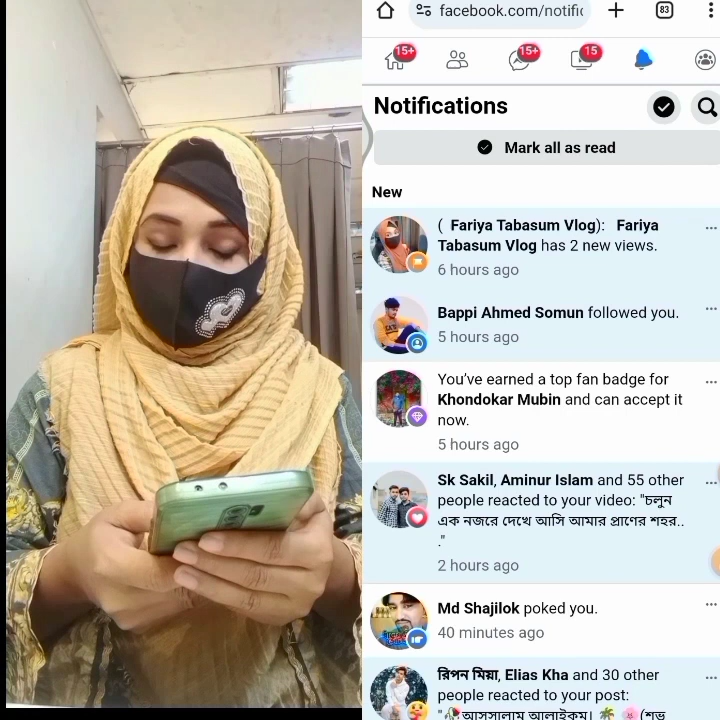 facebook.com/notific
83
15+
15+
15
Notifications
Mark all as read
New
( Fariya Tabasum Vlog): Fariya
Tabasum Vlog has 2 new views.
6 hours ago
Bappi Ahmed Somun followed you.
5 hours ago
You've earned a top fan badge for
Khondokar Mubin and can accept it
now.
5 hours ago
Sk Sakil, Aminur Islam and 55 other
people reacted to your video: "চলুন
এক নজরে দেখে আসি আমার প্রাণের শহর..
."
2 hours ago
Md Shajilok poked you.
40 minutes ago
রিপন মিয়া, Elias Kha and 30 other
people reacted to your post:
"🥀আসসালাম আলাইকুম। 🌴 🌸(শুভ